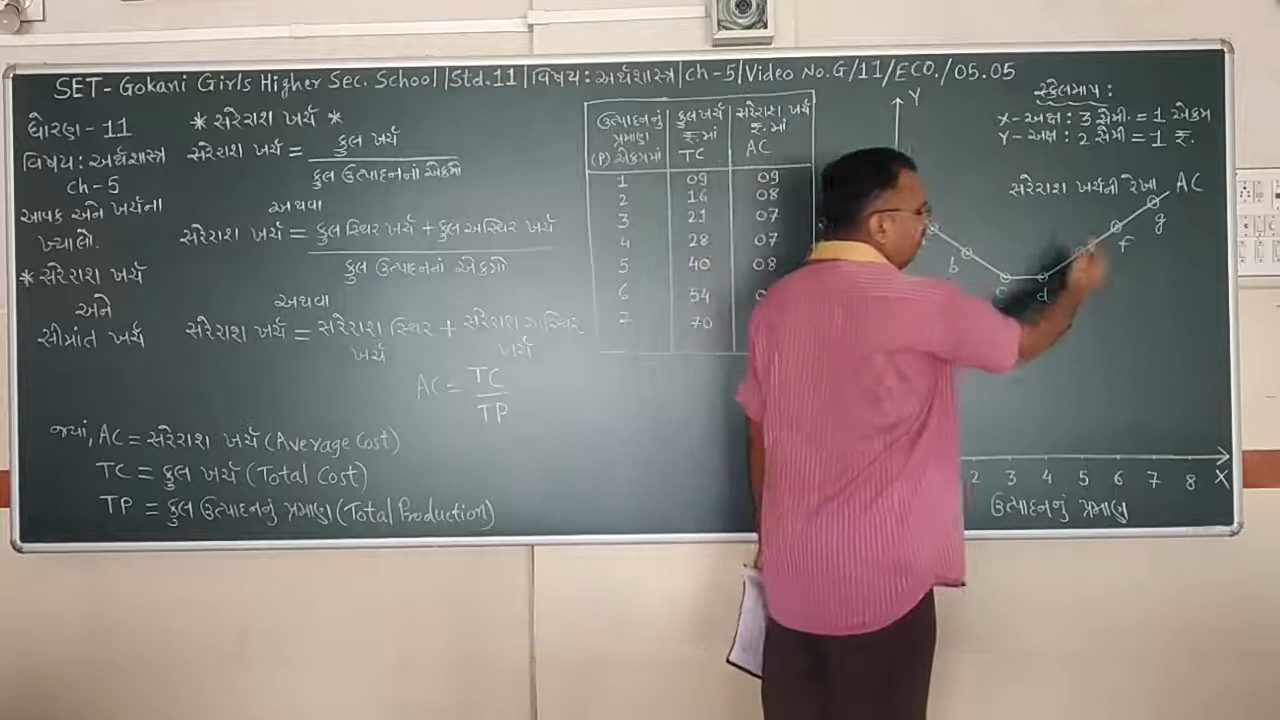 SET- Gokani Girls Higher Sec. School | Std.11 | વિષય: અર્થશાસ્ત્ર | ch-5 | Video No. G/11/ECO./05.05
ધોરણ - 11
વિષય: અર્થશાસ્ત્ર
ch-5
આવક અને ખર્ચના
ખ્યાલો.
* સરેરાશ ખર્ચ
અને
સીમાંત ખર્ચ
* સરેરાશ ખર્ચ *
સરેરાશ ખર્ચ = કુલ ખર્ચ
કુલ ઉત્પાદનનાં એકમો
અથવા
સરેરાશ ખર્ચ = કુલ સ્થિર ખર્ચ + કુલ અસ્થિર ખર્ચ
કુલ ઉત્પાદનનાં એકમો
અથવા
સરેરાશ ખર્ચ = સરેરાશ સ્થિર + સરેરાશ અસ્થિર
ખર્ચ ખર્ચ
AC = TC
TP
જ્યાં, AC = સરેરાશ ખર્ચ (Average Cost)
TC = કુલ ખર્ચ (Total Cost)
TP = કુલ ઉત્પાદનનું પ્રમાણ (Total Production)
ઉત્પાદનનું કુલ ખર્ચ સરેરાશ ખર્ચ
પ્રમાણ ₹.માં ₹.માં
(P) એકમમાં TC AC
1 09 09
2 16 08
3 21 07
4 28 07
5 40 08
6 54
7 70
Y
સ્કેલમાપ:
X-અક્ષ: 3 સેમી. = 1 એકમ
Y-અક્ષ: 2 સેમી = 1 ₹.
સરેરાશ ખર્ચની રેખા AC
b c d f g
2 3 4 5 6 7 8 X
ઉત્પાદનનું પ્રમાણ